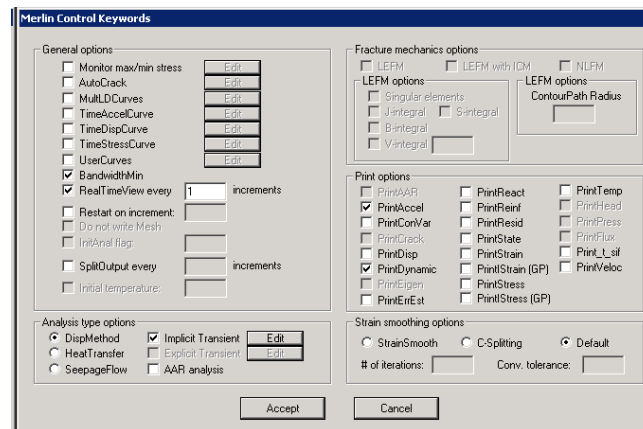 Merlin Control Keywords
General options
Monitor max/min stress Edit
AutoCrack Edit
MultLDCurves Edit
TimeAccelCurve Edit
TimeDispCurve Edit
TimeStressCurve Edit
UserCurves Edit
BandwidthMin
RealTimeView every 1 increments
Restart on increment:
Do not write Mesh
InitAnal flag:
SplitOutput every increments
Initial temperature:
Analysis type options
DispMethod Implicit Transient Edit
HeatTransfer Explicit Transient Edit
SeepageFlow AAR analysis
Fracture mechanics options
LEFM LEFM with ICM NLFM
LEFM options
Singular elements
J-integral S-integral
B-integral
V-integral
LEFM options
ContourPath Radius
Print options
PrintAAR PrintReact PrintTemp
PrintAccel PrintReinf PrintHead
PrintConVar PrintResid PrintPress
PrintCrack PrintState PrintFlux
PrintDisp PrintStrain Print_t_sif
PrintDynamic PrintIStrain (GP) PrintVeloc
PrintEigen PrintStress
PrintErrEst PrintIStress (GP)
Strain smoothing options
StrainSmooth C-Splitting Default
# of iterations: Conv. tolerance:
Accept Cancel